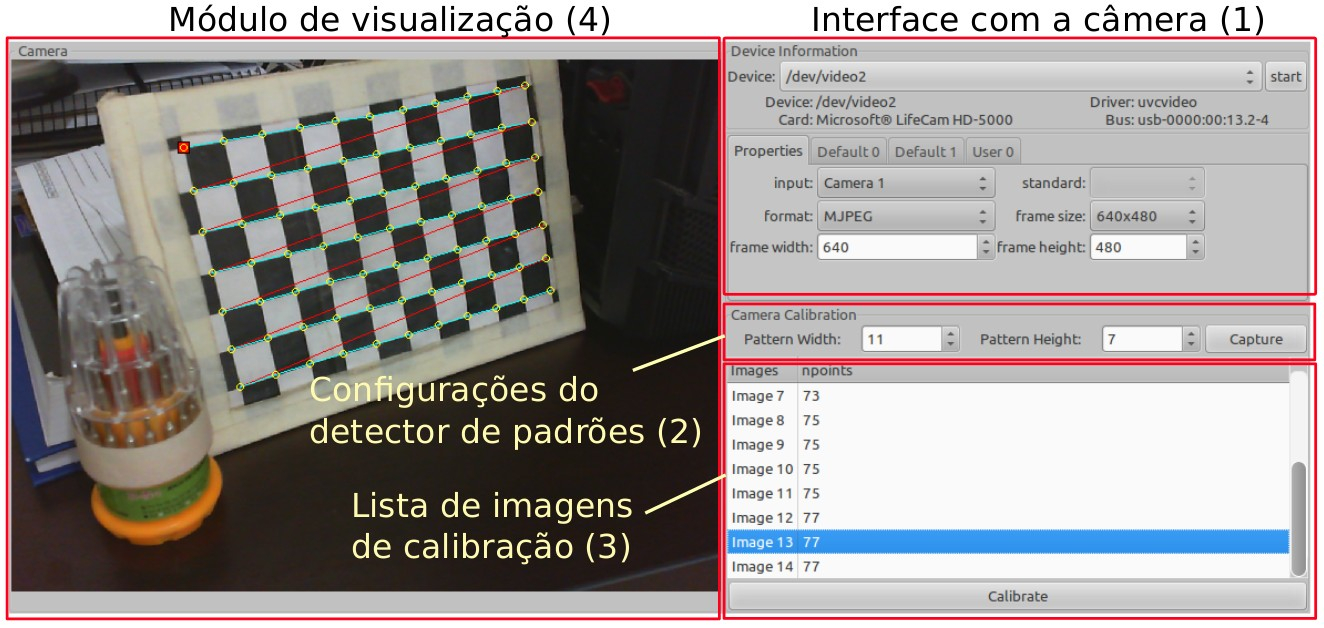 Módulo de visualização (4)
Interface com a câmera (1)
Camera
Device Information
Device: /dev/video2 start
Device: /dev/video2 Driver: uvcvideo
Card: Microsoft® LifeCam HD-5000 Bus: usb-0000:00:13.2-4
Properties Default 0 Default 1 User 0
input: Camera 1 standard:
format: MJPEG frame size: 640x480
frame width: 640 frame height: 480
Camera Calibration
Pattern Width: 11 Pattern Height: 7 Capture
Configurações do
detector de padrões (2)
Lista de imagens
de calibração (3)
Images npoints
Image 7 73
Image 8 75
Image 9 75
Image 10 75
Image 11 75
Image 12 77
Image 13 77
Image 14 77
Calibrate